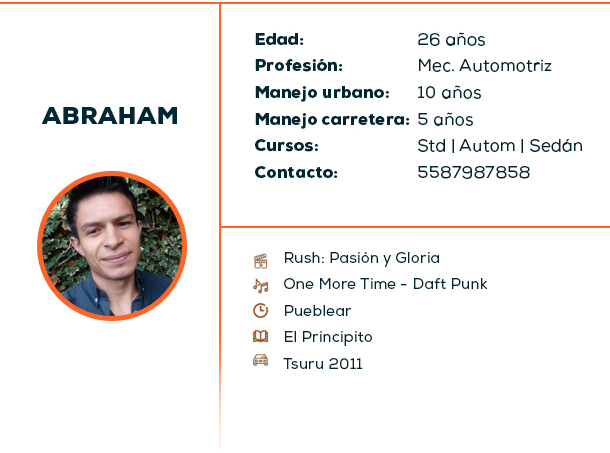 ABRAHAM
Edad: 26 años
Profesión: Mec. Automotriz
Manejo urbano: 10 años
Manejo carretera: 5 años
Cursos: Std | Autom | Sedán
Contacto: 5587987858
Rush: Pasión y Gloria
One More Time - Daft Punk
Pueblear
El Principito
Tsuru 2011